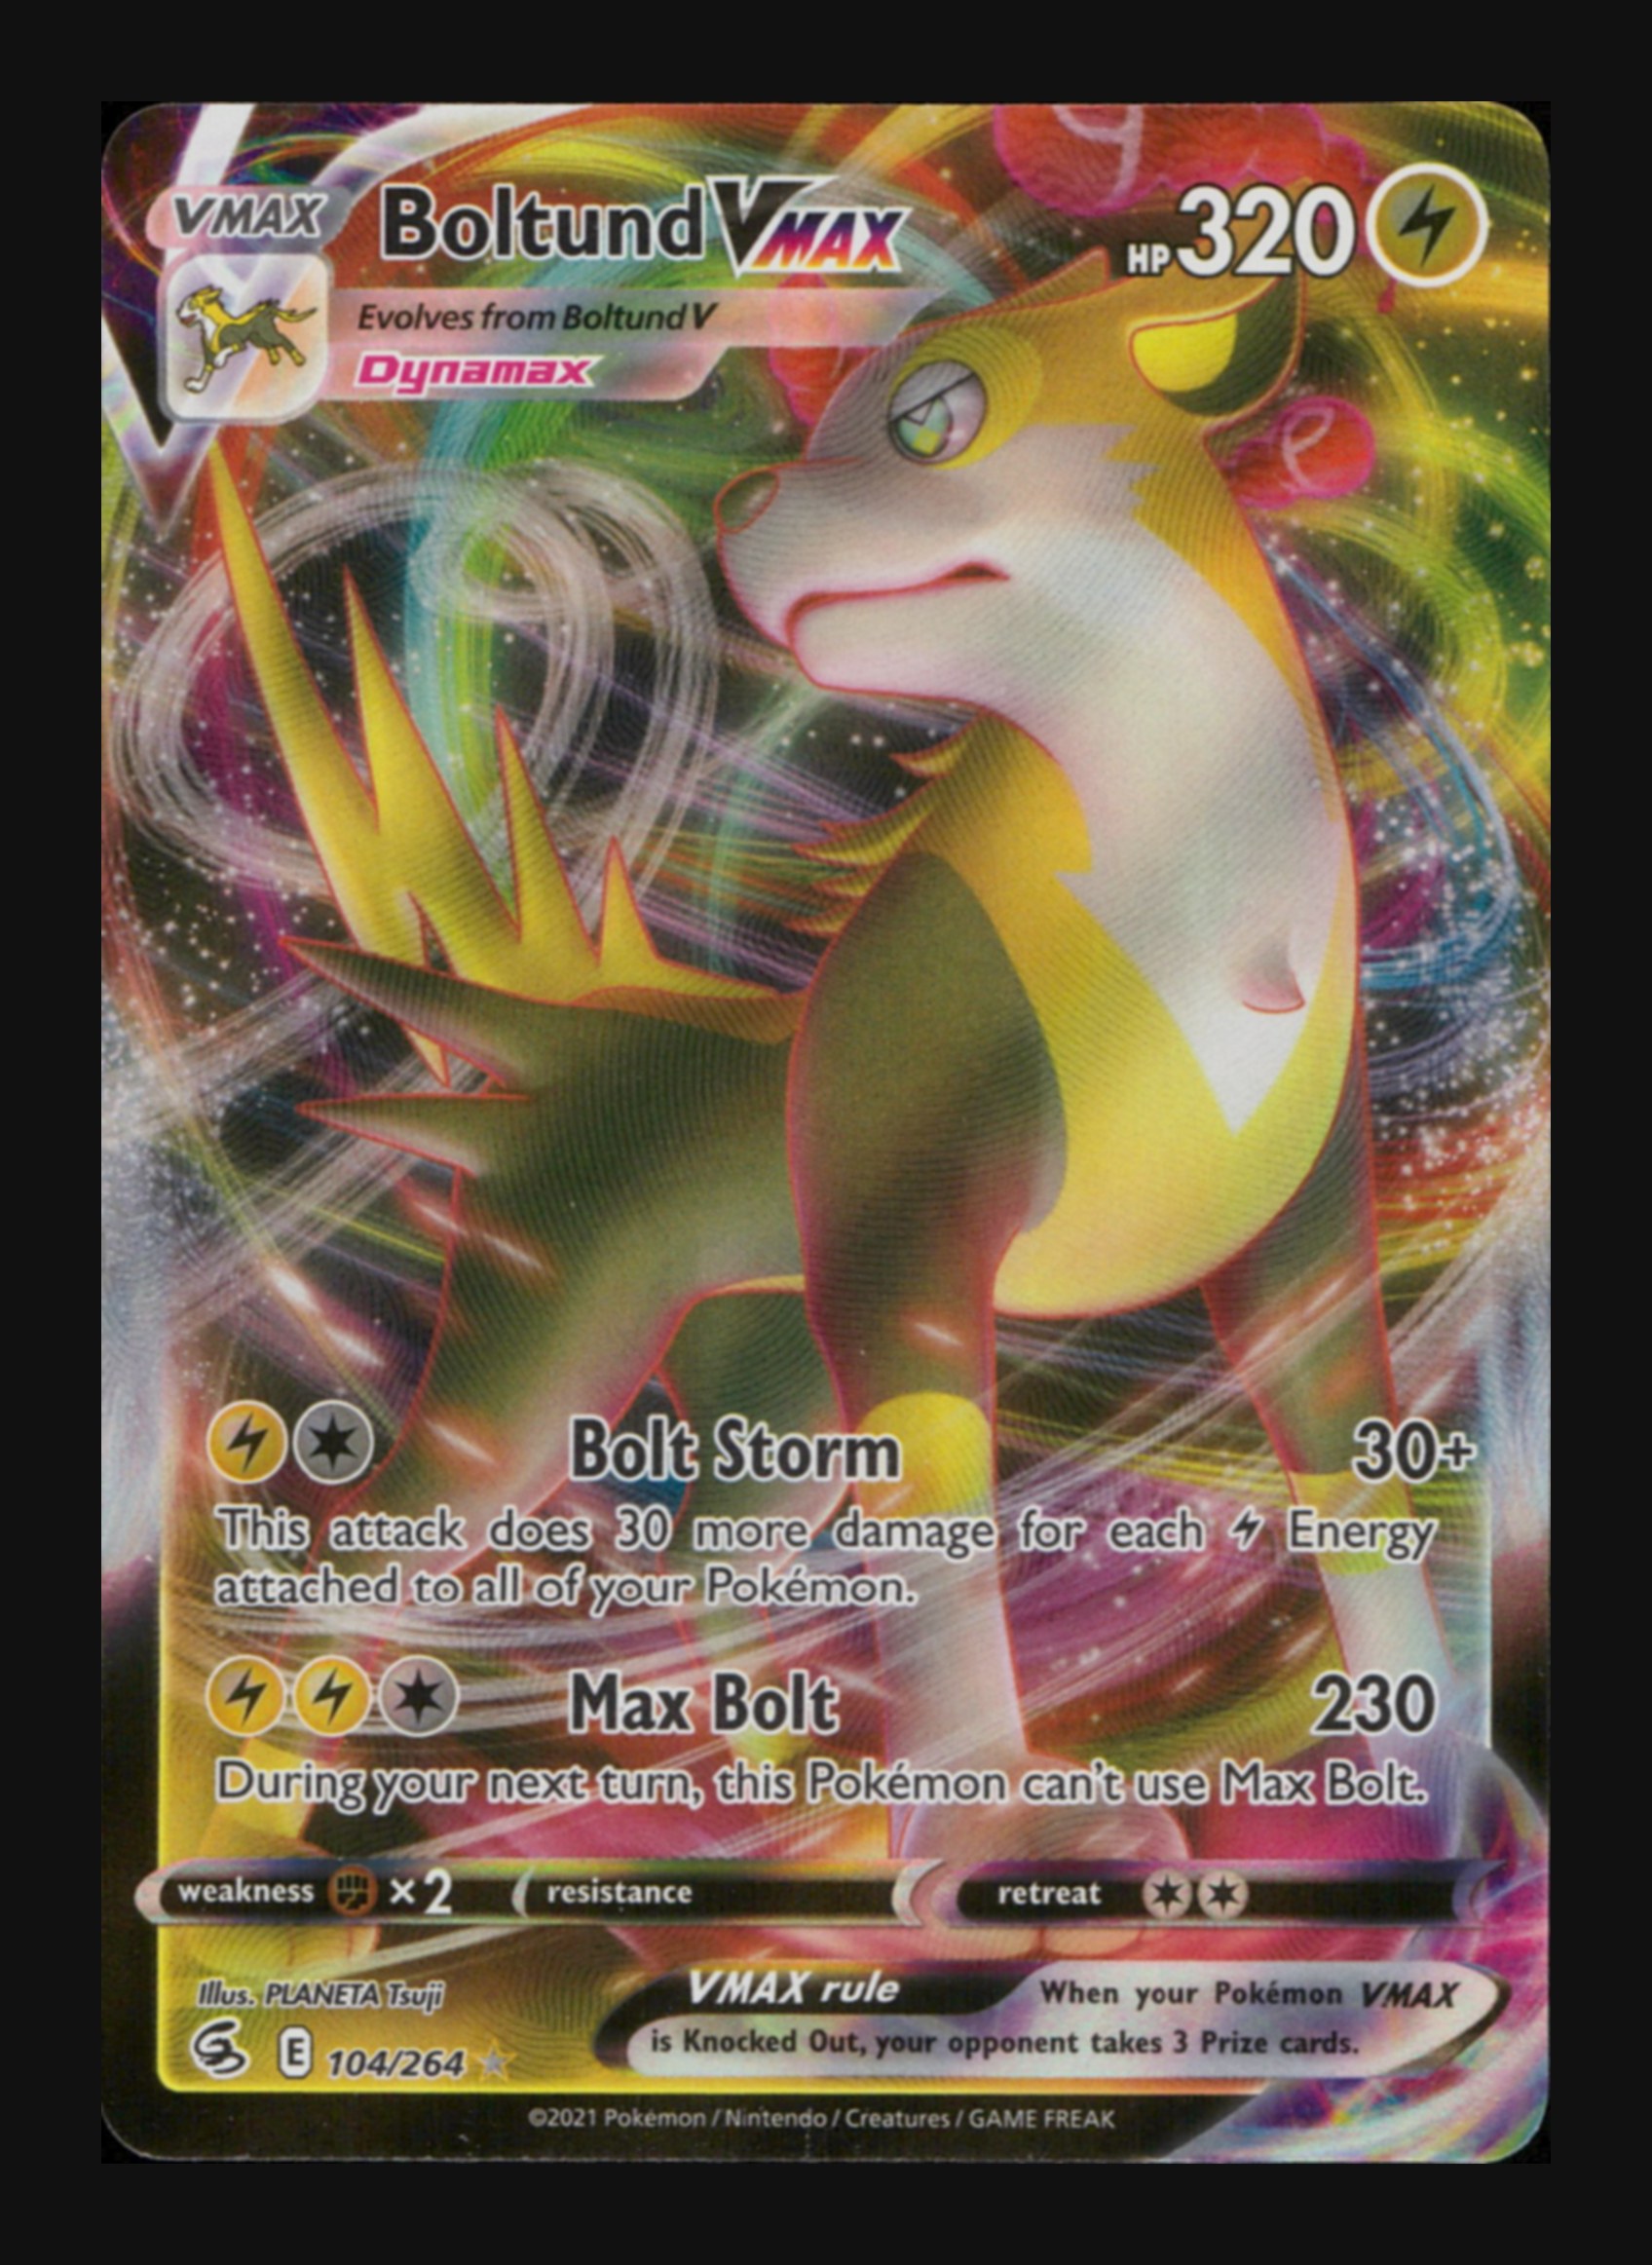 VMAX
Boltund VMAX
HP 320
Evolves from Boltund V
Dynamax
Bolt Storm 30+
This attack does 30 more damage for each Energy
attached to all of your Pokémon.
Max Bolt 230
During your next turn, this Pokémon can't use Max Bolt.
weakness ×2 resistance retreat
Illus. PLANETA Tsuji
VMAX rule When your Pokémon VMAX
is Knocked Out, your opponent takes 3 Prize cards.
E 104/264
©2021 Pokémon / Nintendo / Creatures / GAME FREAK